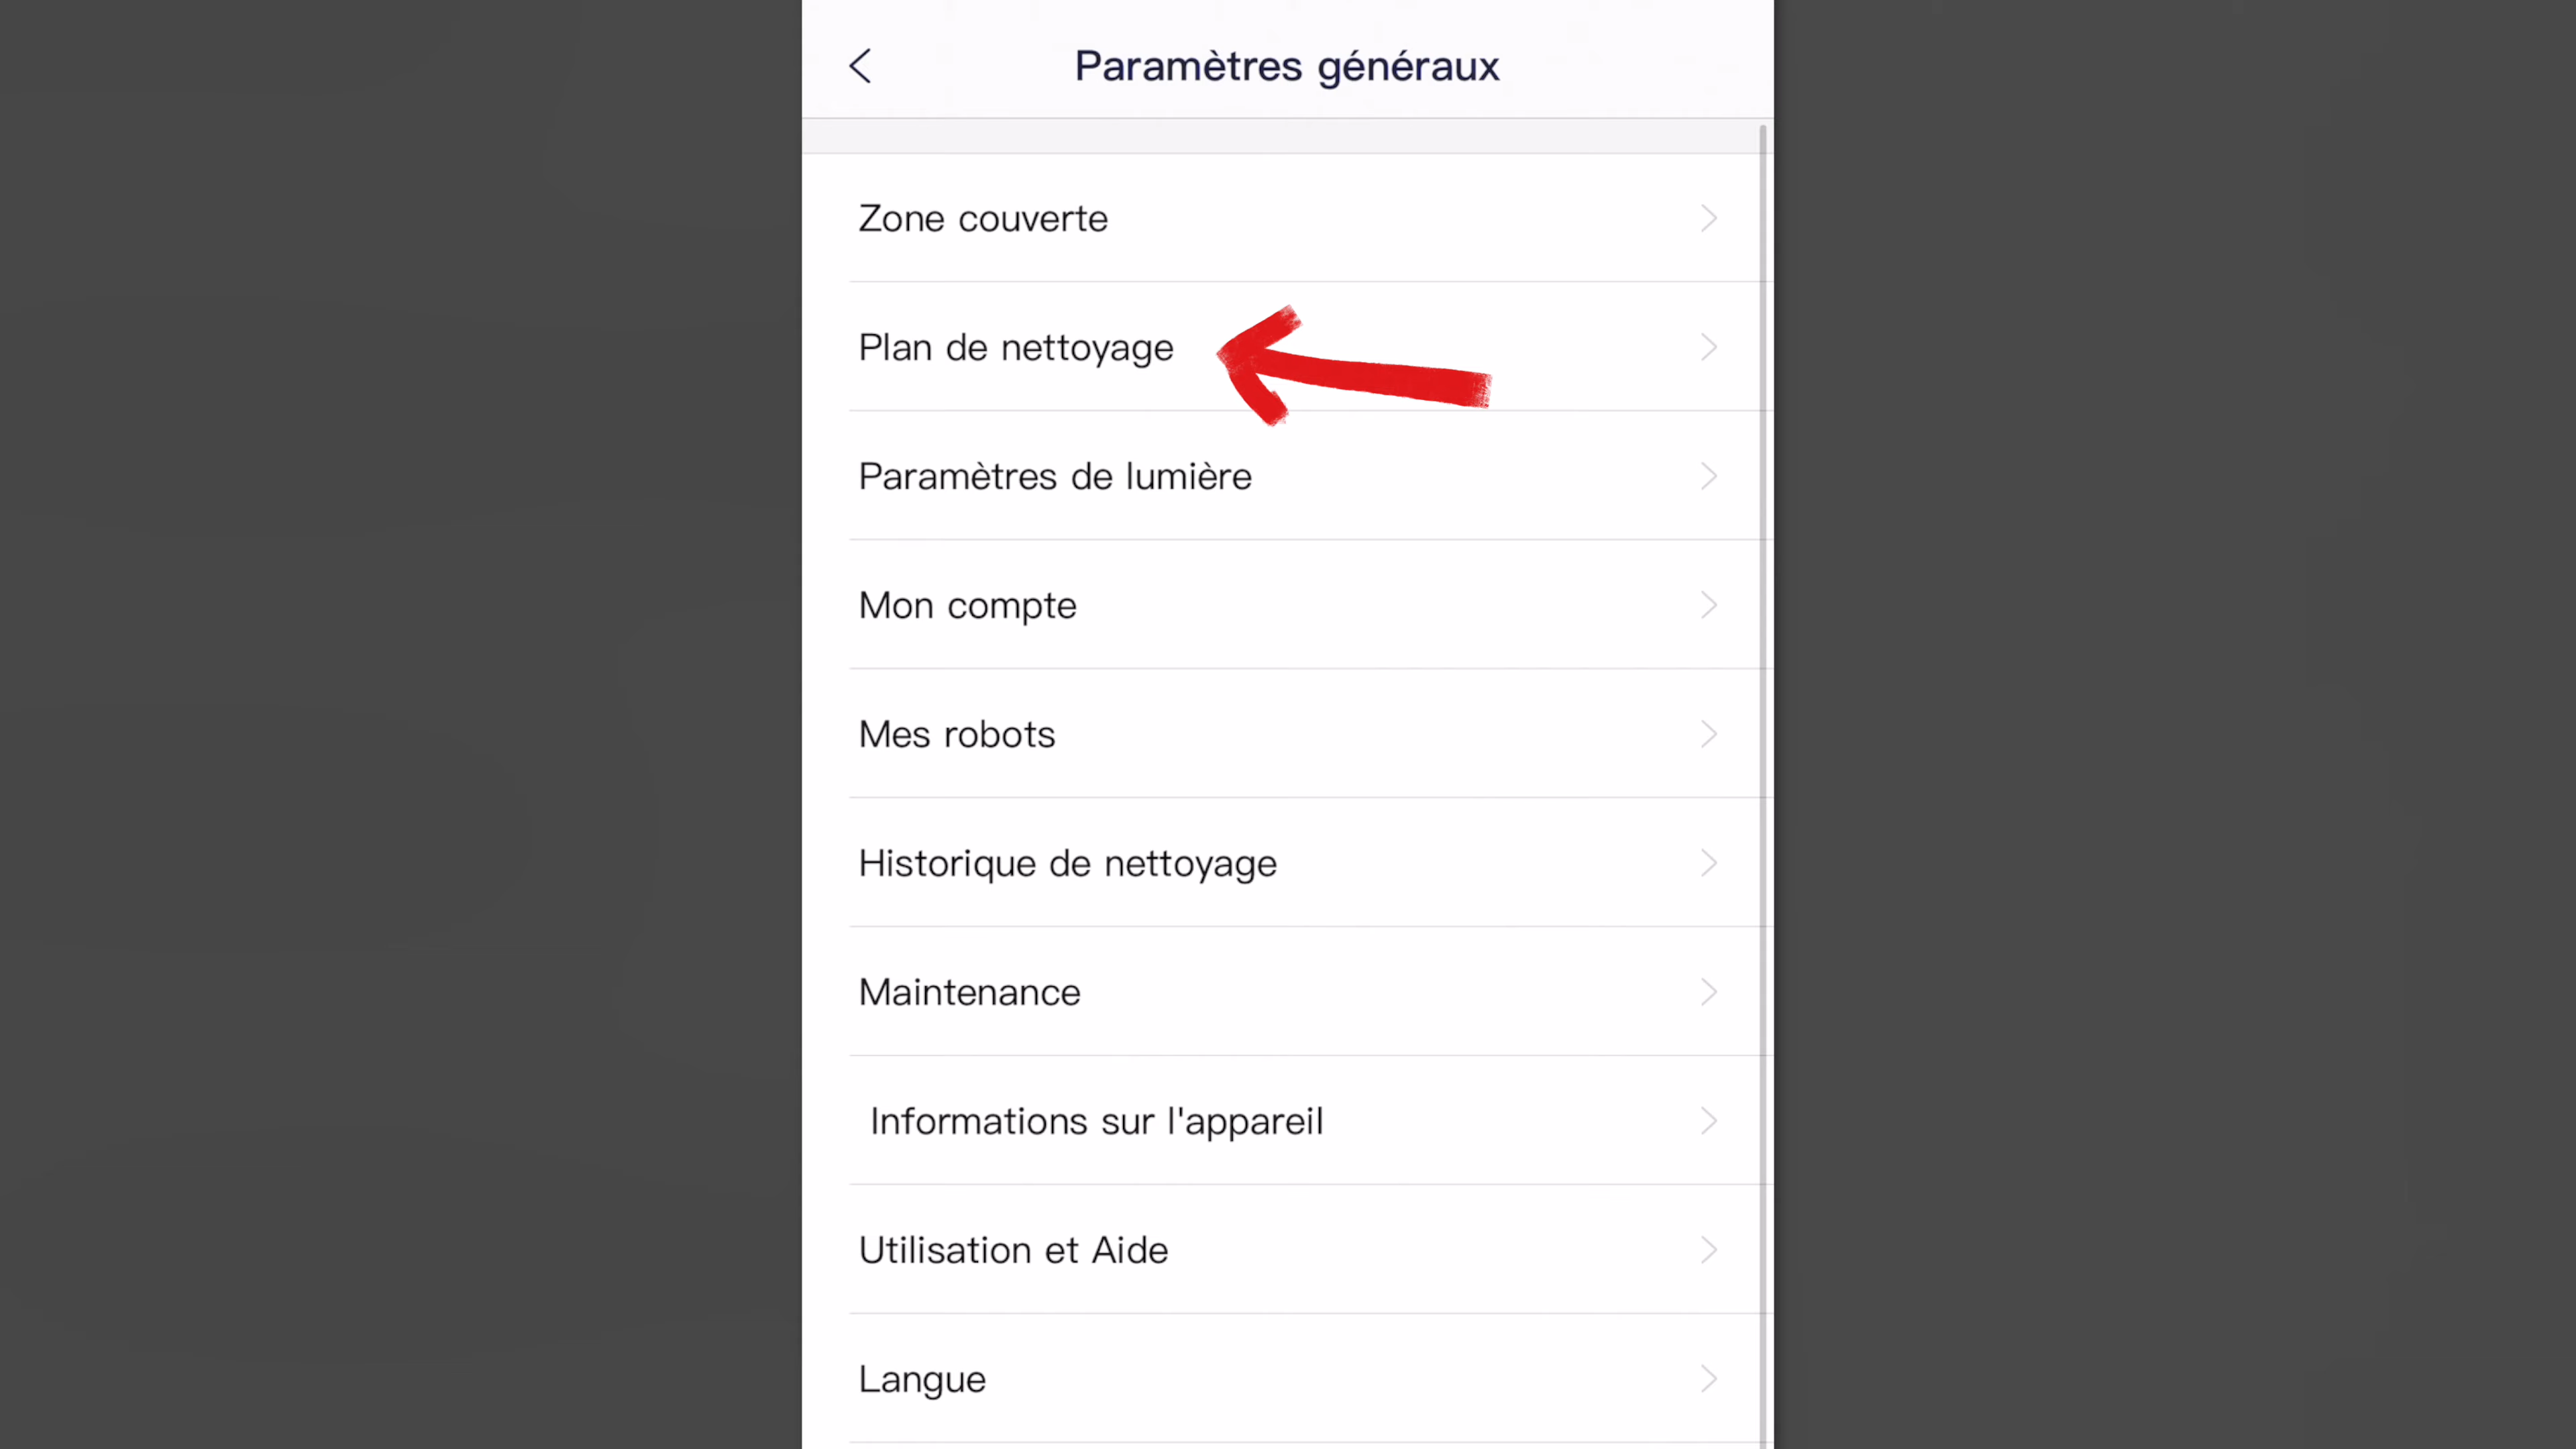 Paramètres généraux
Zone couverte
Plan de nettoyage
Paramètres de lumière
Mon compte
Mes robots
Historique de nettoyage
Maintenance
Informations sur l'appareil
Utilisation et Aide
Langue